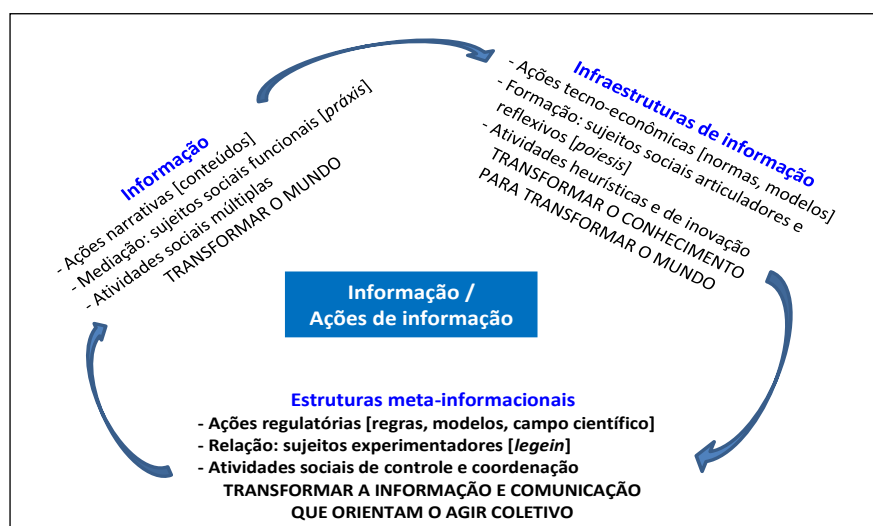 Informação
- Ações narrativas [conteúdos]
- Mediação: sujeitos sociais funcionais [práxis]
- Atividades sociais múltiplas
TRANSFORMAR O MUNDO
Infraestruturas de informação
- Ações tecno-econômicas [normas, modelos]
- Formação: sujeitos sociais articuladores e
reflexivos [poiesis]
- Atividades heurísticas e de inovação
TRANSFORMAR O CONHECIMENTO
PARA TRANSFORMAR O MUNDO
Informação /
Ações de informação
Estruturas meta-informacionais
- Ações regulatórias [regras, modelos, campo científico]
- Relação: sujeitos experimentadores [legein]
- Atividades sociais de controle e coordenação
TRANSFORMAR A INFORMAÇÃO E COMUNICAÇÃO
QUE ORIENTAM O AGIR COLETIVO